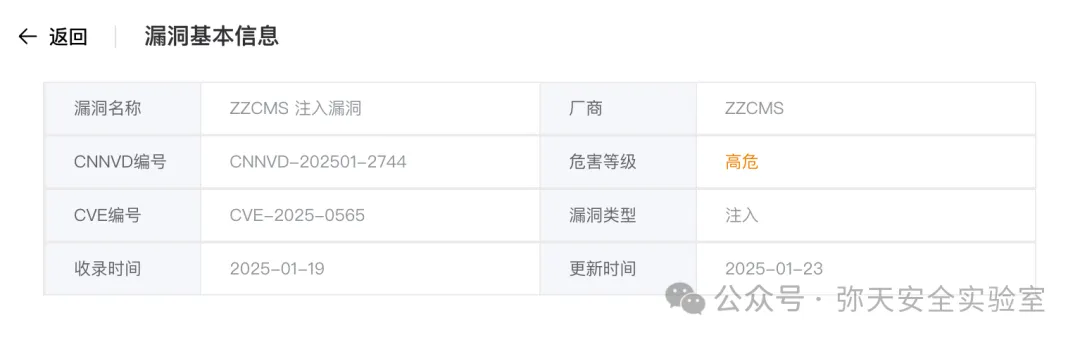 ← 返回 漏洞基本信息
漏洞名称 ZZCMS 注入漏洞 厂商 ZZCMS
CNNVD编号 CNNVD-202501-2744 危害等级 高危
CVE编号 CVE-2025-0565 漏洞类型 注入
收录时间 2025-01-19 更新时间 2025-01-23
公众号 · 弥天安全实验室